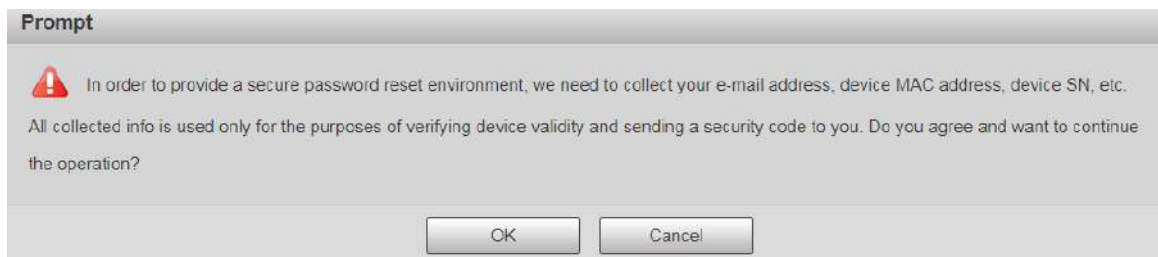 Prompt
In order to provide a secure password reset environment, we need to collect your e-mail address, device MAC address, device SN, etc.
All collected info is used only for the purposes of verifying device validity and sending a security code to you. Do you agree and want to continue
the operation?
OK
Cancel